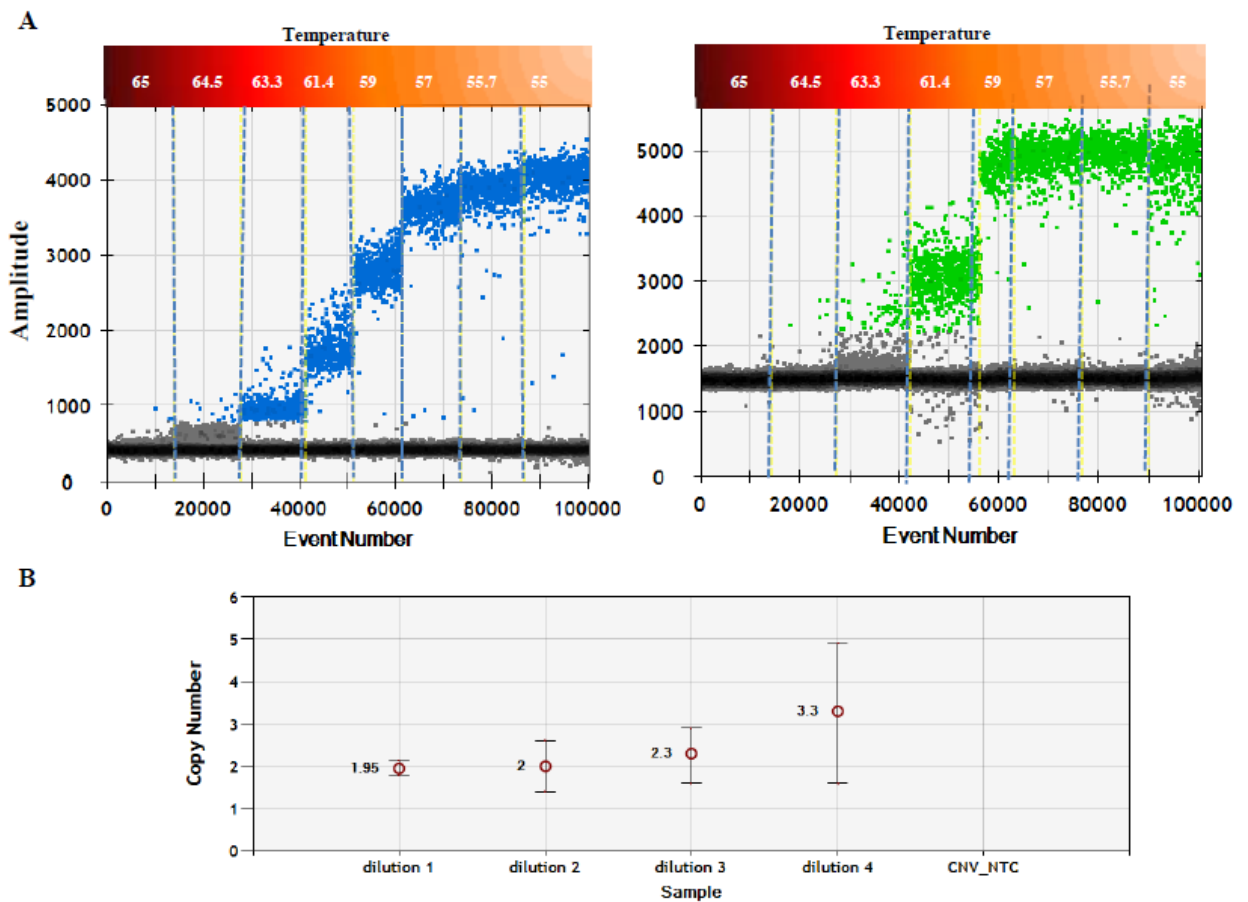 A
Temperature
65 64.5 63.3 61.4 59 57 55.7 55
5000
4000
3000
2000
1000
0
Amplitude
0 20000 40000 60000 80000 100000
Event Number
Temperature
65 64.5 63.3 61.4 59 57 55.7 55
5000
4000
3000
2000
1000
0
0 20000 40000 60000 80000 100000
Event Number
B
6
5
4
3
2
1
0
Copy Number
1.95
2
2.3
3.3
dilution 1 dilution 2 dilution 3 dilution 4 CNV_NTC
Sample